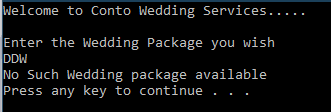 Welcome to Conto Wedding Services.....
Enter the Wedding Package you wish
DDW
No Such Wedding package available
Press any key to continue . . .